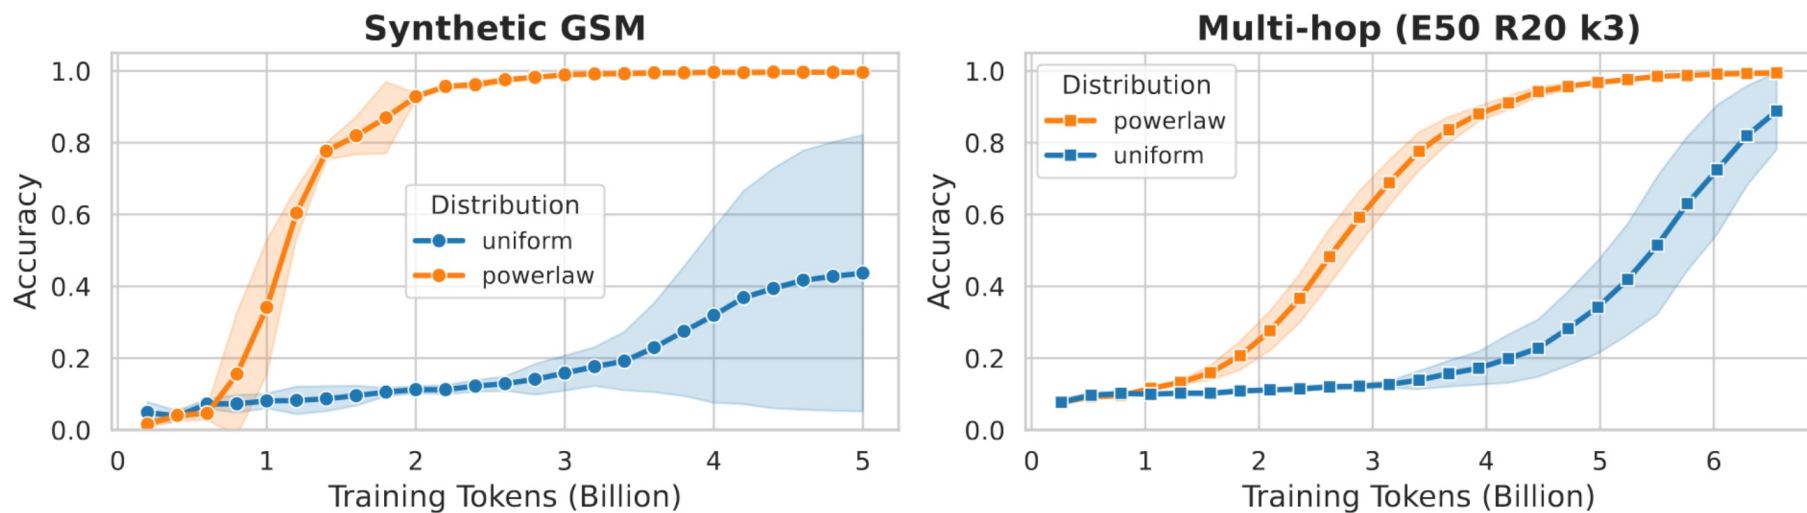 Synthetic GSM
Accuracy
1.0
0.8
0.6
0.4
0.2
0.0
Distribution
uniform
powerlaw
0 1 2 3 4 5
Training Tokens (Billion)
Multi-hop (E50 R20 k3)
Accuracy
1.0
0.8
0.6
0.4
0.2
0.0
Distribution
powerlaw
uniform
0 1 2 3 4 5 6
Training Tokens (Billion)